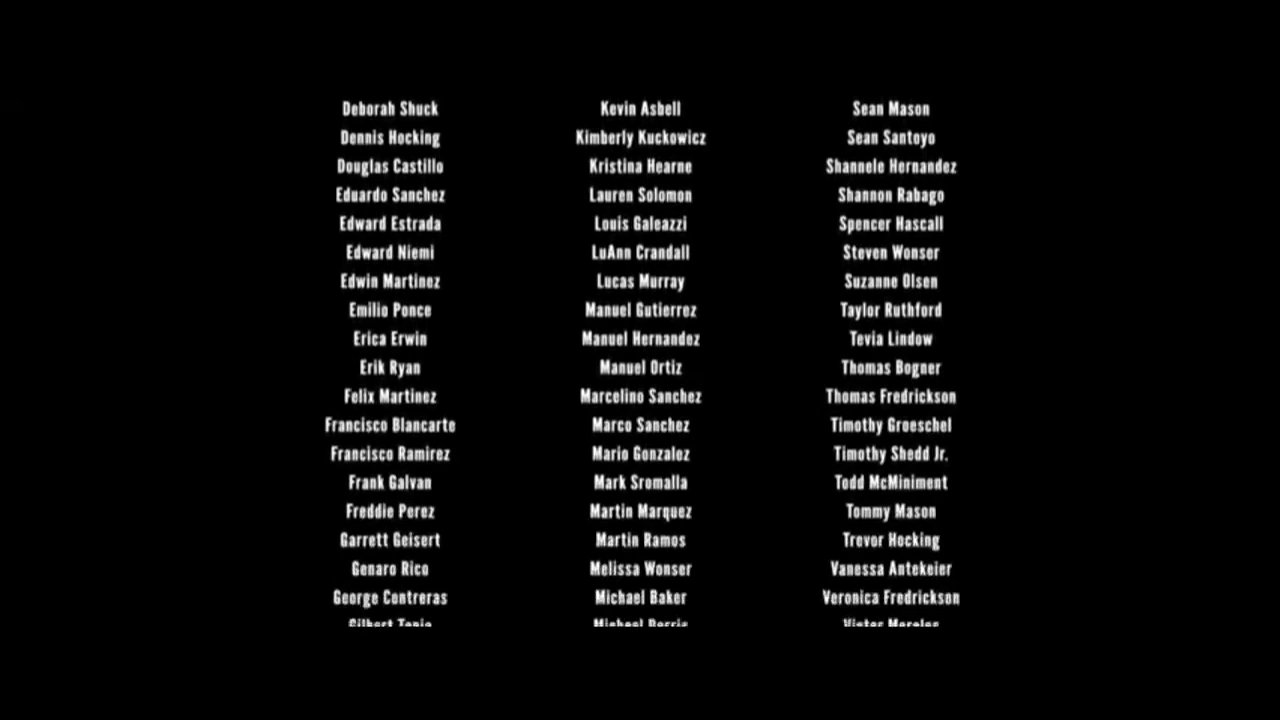 Deborah Shuck
Dennis Hocking
Douglas Castillo
Eduardo Sanchez
Edward Estrada
Edward Niemi
Edwin Martinez
Emilio Ponce
Erica Erwin
Erik Ryan
Felix Martinez
Francisco Blancarte
Francisco Ramirez
Frank Galvan
Freddie Perez
Garrett Geisert
Genaro Rico
George Contreras
Gilbert Tapia
Kevin Asbell
Kimberly Kuckowicz
Kristina Hearne
Lauren Solomon
Louis Galeazzi
LuAnn Crandall
Lucas Murray
Manuel Gutierrez
Manuel Hernandez
Manuel Ortiz
Marcelino Sanchez
Marco Sanchez
Mario Gonzalez
Mark Sromalla
Martin Marquez
Martin Ramos
Melissa Wonser
Michael Baker
Michael
Sean Mason
Sean Santoyo
Shannele Hernandez
Shannon Rabago
Spencer Hascall
Steven Wonser
Suzanne Olsen
Taylor Ruthford
Tevia Lindow
Thomas Bogner
Thomas Fredrickson
Timothy Groeschel
Timothy Shedd Jr.
Todd McMiniment
Tommy Mason
Trevor Hocking
Vanessa Antekeier
Veronica Fredrickson
Victor Morales